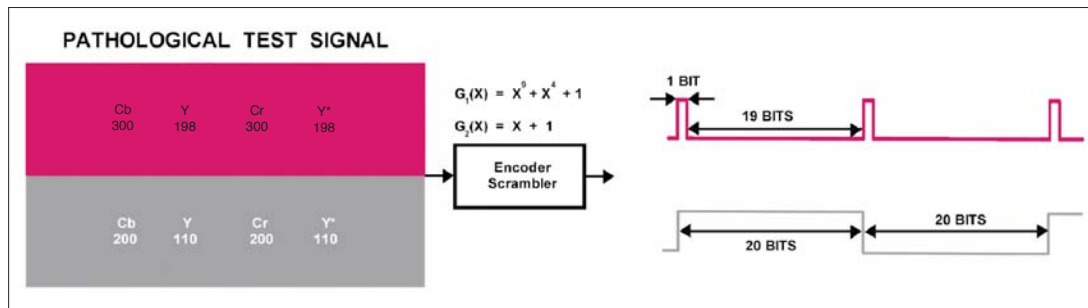 PATHOLOGICAL TEST SIGNAL
Cb Y Cr Y*
300 198 300 198
Cb Y Cr Y*
200 110 200 110
G₁(X) = X⁹ + X⁴ + 1
G₂(X) = X + 1
Encoder
Scrambler
1 BIT
19 BITS
20 BITS
20 BITS